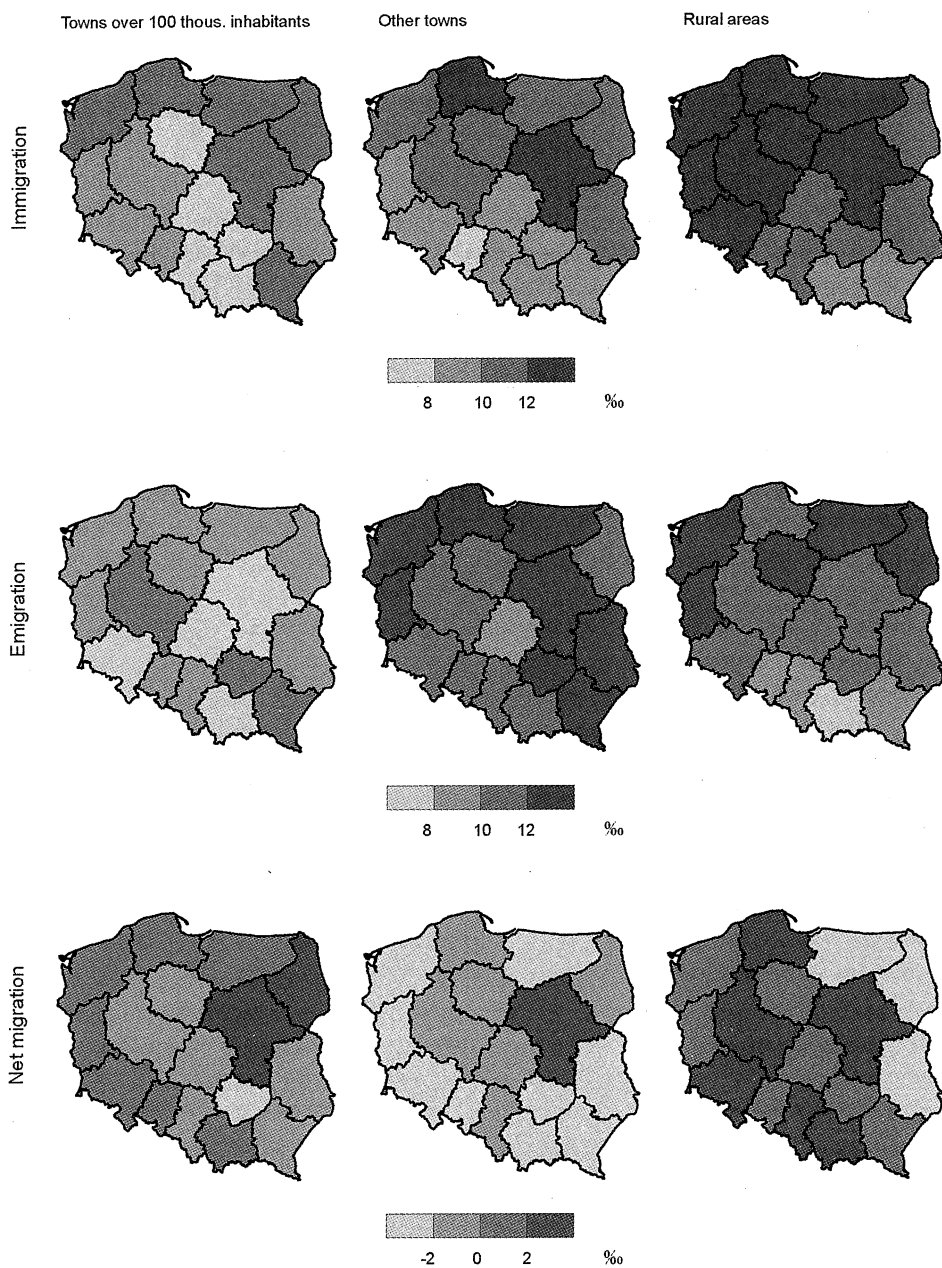 Towns over 100 thous. inhabitants Other towns Rural areas
Immigration
8 10 12 ‰
Emigration
8 10 12 ‰
Net migration
-2 0 2 ‰